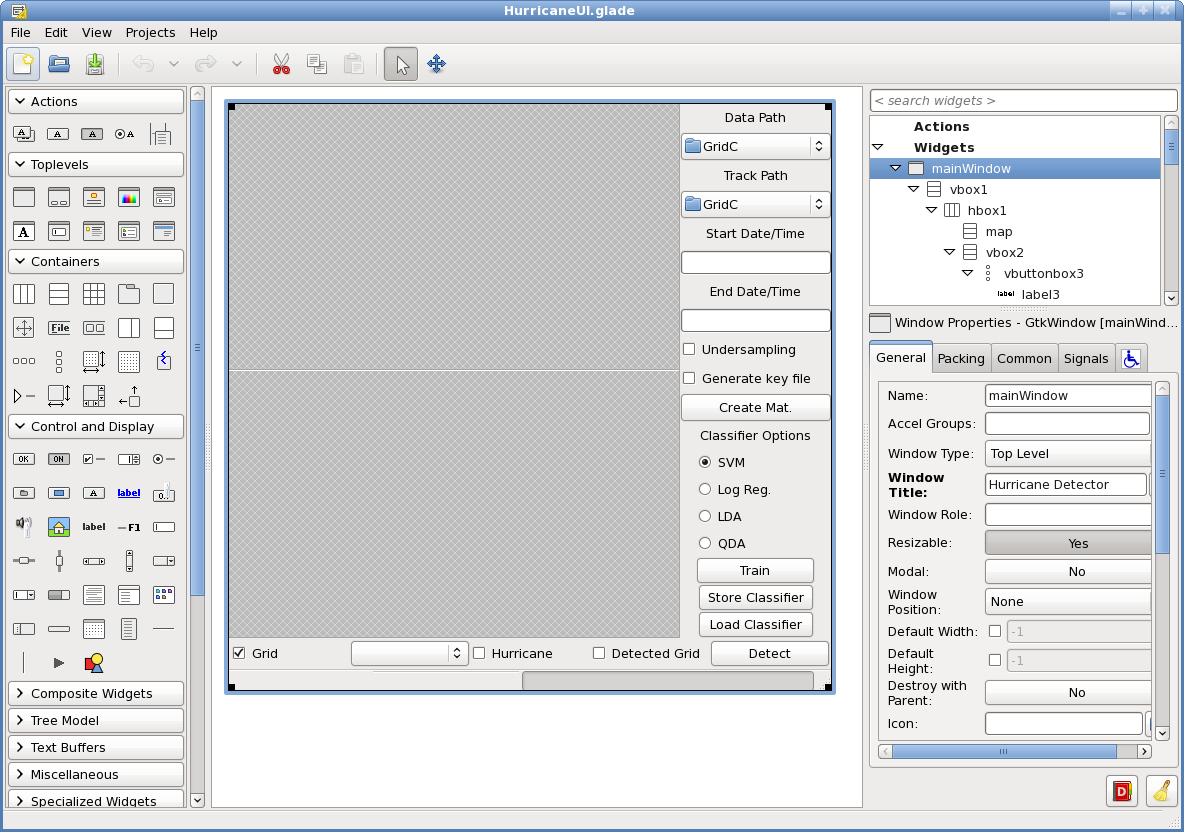 HurricaneUI.glade
File Edit View Projects Help
Actions
Toplevels
Containers
File
Control and Display
OK ON
label
label F1
Composite Widgets
Tree Model
Text Buffers
Miscellaneous
Specialized Widgets
Data Path
GridC
Track Path
GridC
Start Date/Time
End Date/Time
Undersampling
Generate key file
Create Mat.
Classifier Options
SVM
Log Reg.
LDA
QDA
Train
Store Classifier
Load Classifier
Grid Hurricane Detected Grid Detect
< search widgets >
Actions
Widgets
mainWindow
vbox1
hbox1
map
vbox2
vbuttonbox3
label label3
Window Properties - GtkWindow [mainWind...
General Packing Common Signals
Name: mainWindow
Accel Groups:
Window Type: Top Level
Window
Title: Hurricane Detector
Window Role:
Resizable: Yes
Modal: No
Window
Position: None
Default Width: -1
Default
Height: -1
Destroy with
Parent: No
Icon:
D